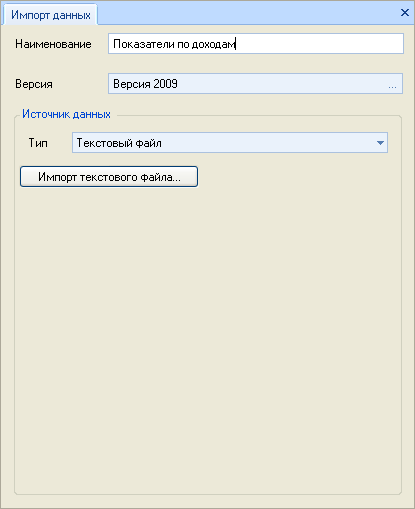 Импорт данных
Наименование Показатели по доходам
Версия Версия 2009 ...
Источник данных
Тип Текстовый файл
Импорт текстового файла...